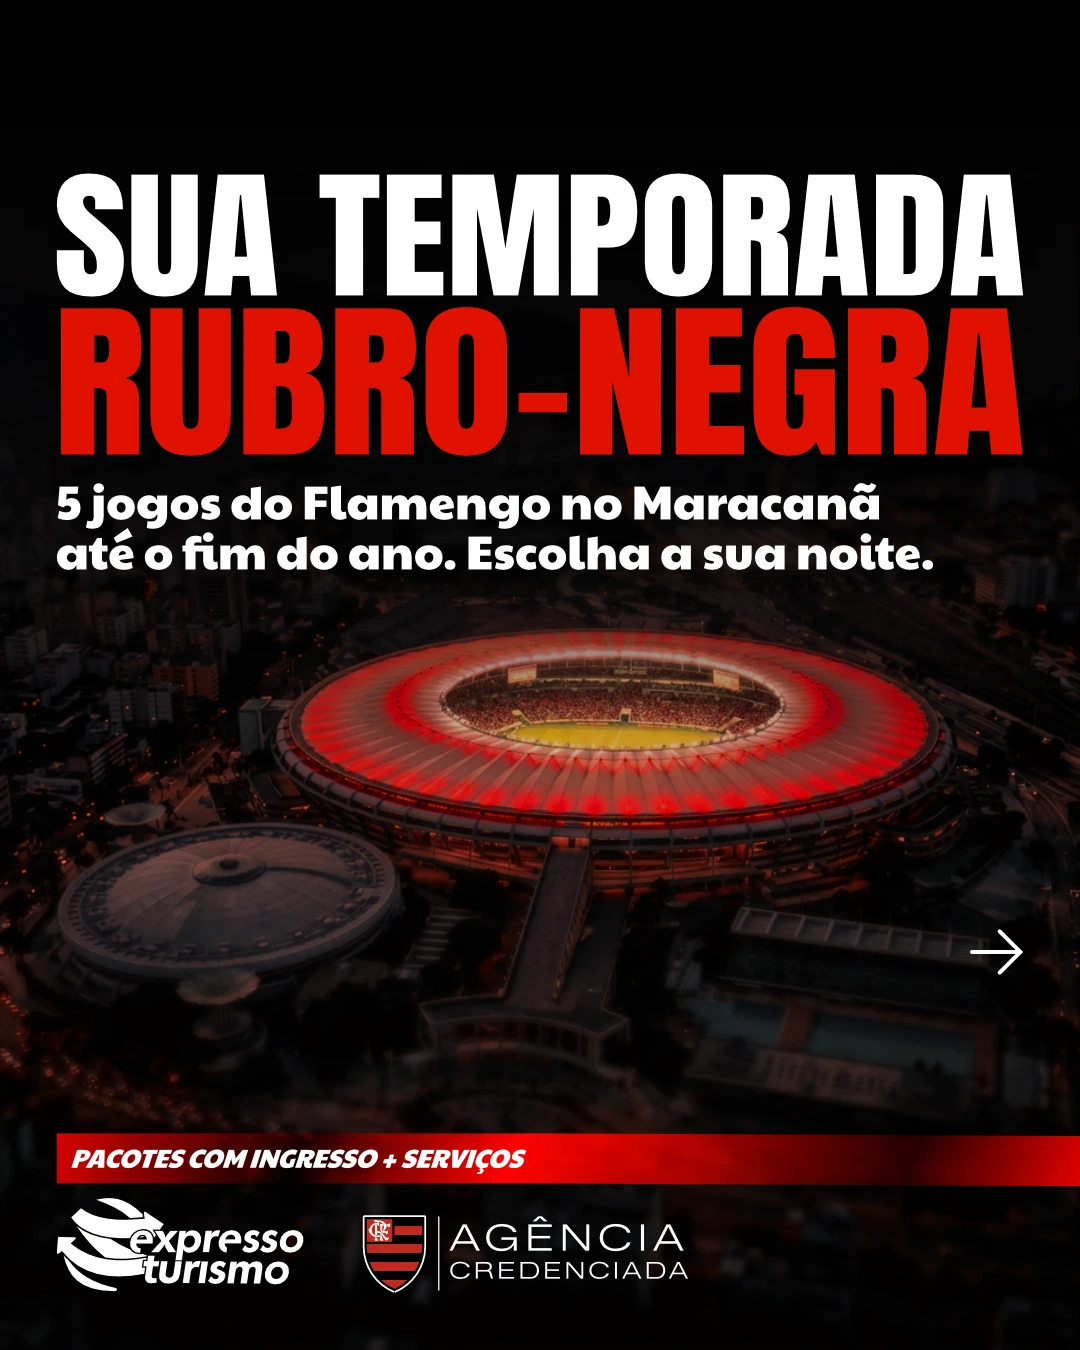 SUA TEMPORADA
RUBRO-NEGRA
5 jogos do Flamengo no Maracanã
até o fim do ano. Escolha a sua noite.
PACOTES COM INGRESSO + SERVIÇOS
expresso
turismo
CRF
AGÊNCIA
CREDENCIADA